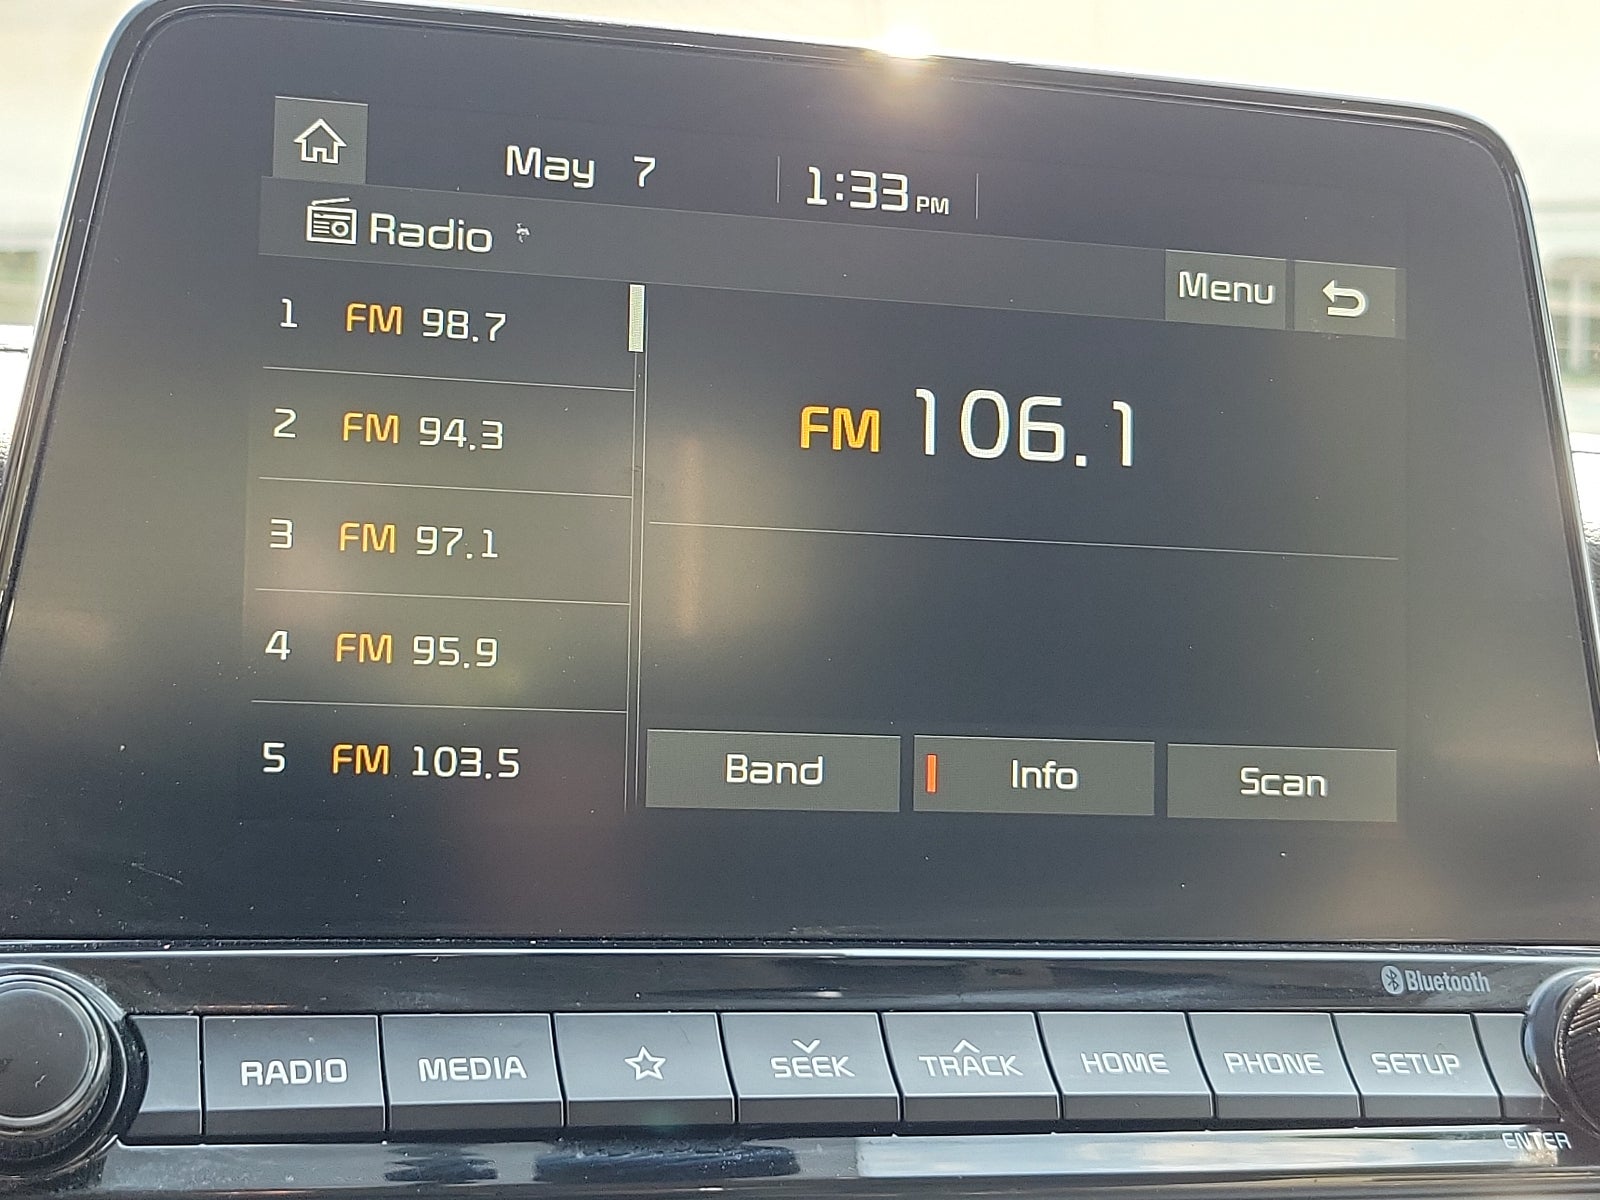 May 7 1:33 PM
Radio
Menu
1 FM 98.7
2 FM 94.3
3 FM 97.1
4 FM 95.9
5 FM 103.5
FM 106.1
Band Info Scan
Bluetooth
RADIO MEDIA SEEK TRACK HOME PHONE SETUP
ENTER